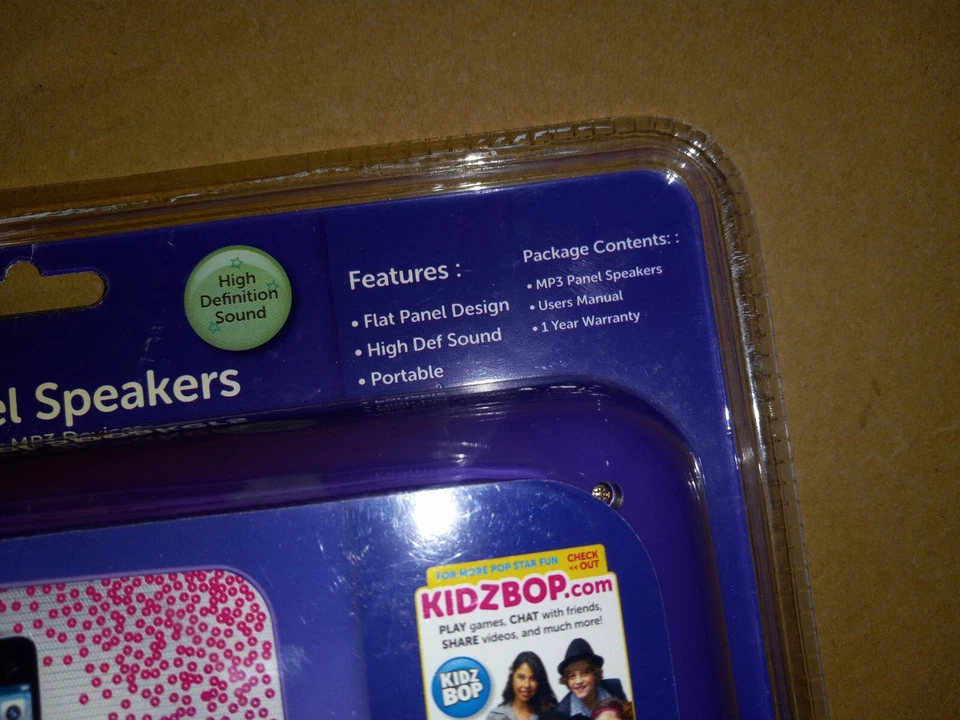 High
Definition
Sound
Features :
• Flat Panel Design
• High Def Sound
• Portable
Package Contents: :
• MP3 Panel Speakers
• Users Manual
• 1 Year Warranty
el Speakers
MP3 Devices
FOR MORE POP STAR FUN
CHECK
<< OUT
KIDZBOP.com
PLAY games, CHAT with friends,
SHARE videos, and much more!
KIDZ
BOP